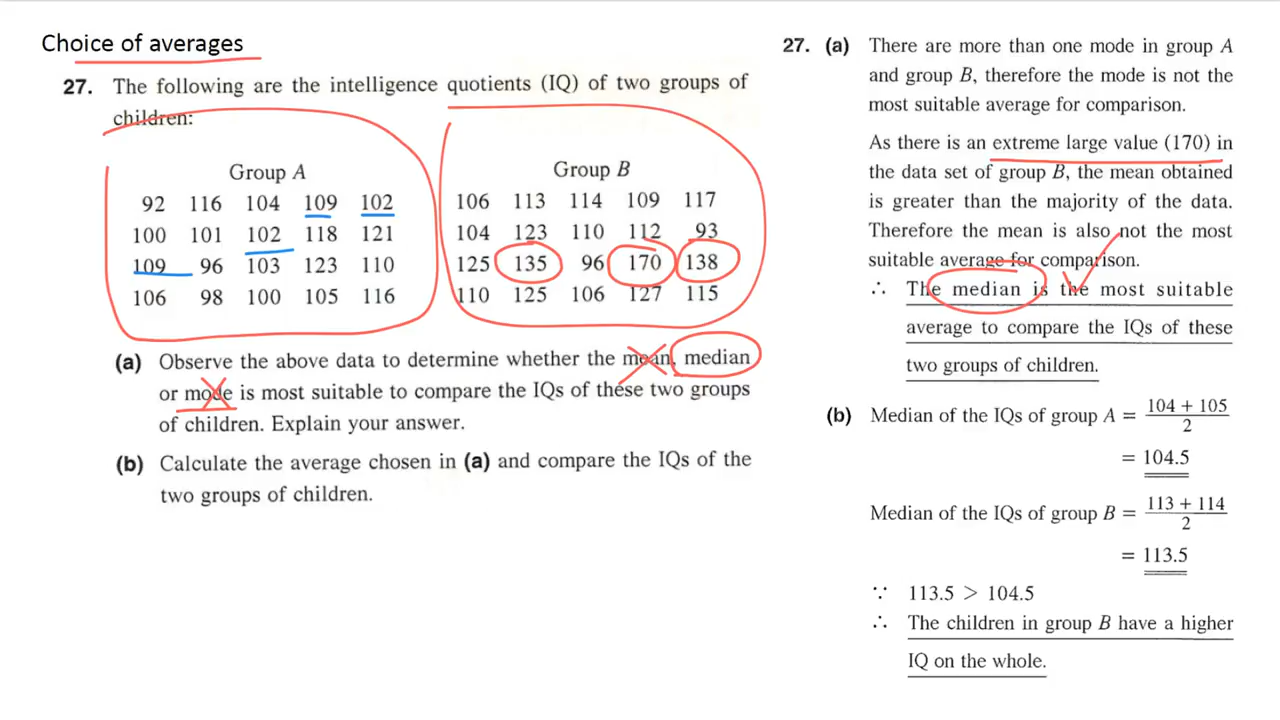 Choice of averages
27. The following are the intelligence quotients (IQ) of two groups of
children:
Group A
92 116 104 109 102
100 101 102 118 121
109 96 103 123 110
106 98 100 105 116
Group B
106 113 114 109 117
104 123 110 112 93
125 135 96 170 138
110 125 106 127 115
(a) Observe the above data to determine whether the mean, median
or mode is most suitable to compare the IQs of these two groups
of children. Explain your answer.
(b) Calculate the average chosen in (a) and compare the IQs of the
two groups of children.
27. (a) There are more than one mode in group A
and group B, therefore the mode is not the
most suitable average for comparison.
As there is an extreme large value (170) in
the data set of group B, the mean obtained
is greater than the majority of the data.
Therefore the mean is also not the most
suitable average for comparison.
∴ The median is the most suitable
average to compare the IQs of these
two groups of children.
(b) Median of the IQs of group A = 104 + 105
2
= 104.5
Median of the IQs of group B = 113 + 114
2
= 113.5
∵ 113.5 > 104.5
∴ The children in group B have a higher
IQ on the whole.